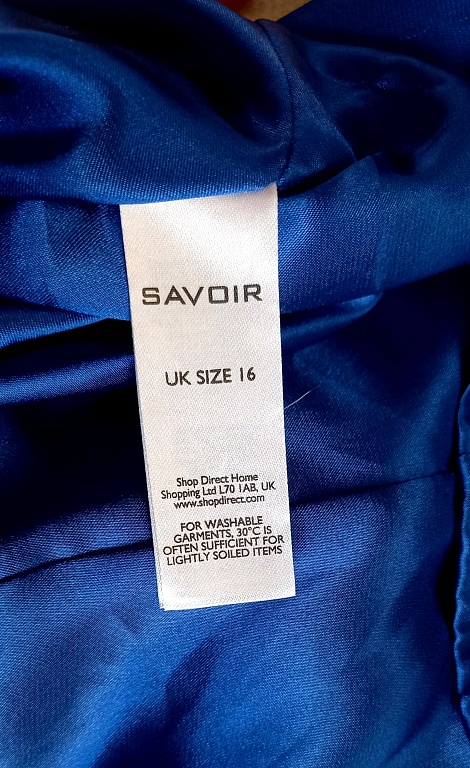 SAVOIR
UK SIZE 16
Shop Direct Home
Shopping Ltd L70 1AB, UK
www.shopdirect.com
FOR WASHABLE
GARMENTS, 30°C IS
OFTEN SUFFICIENT FOR
LIGHTLY SOILED ITEMS